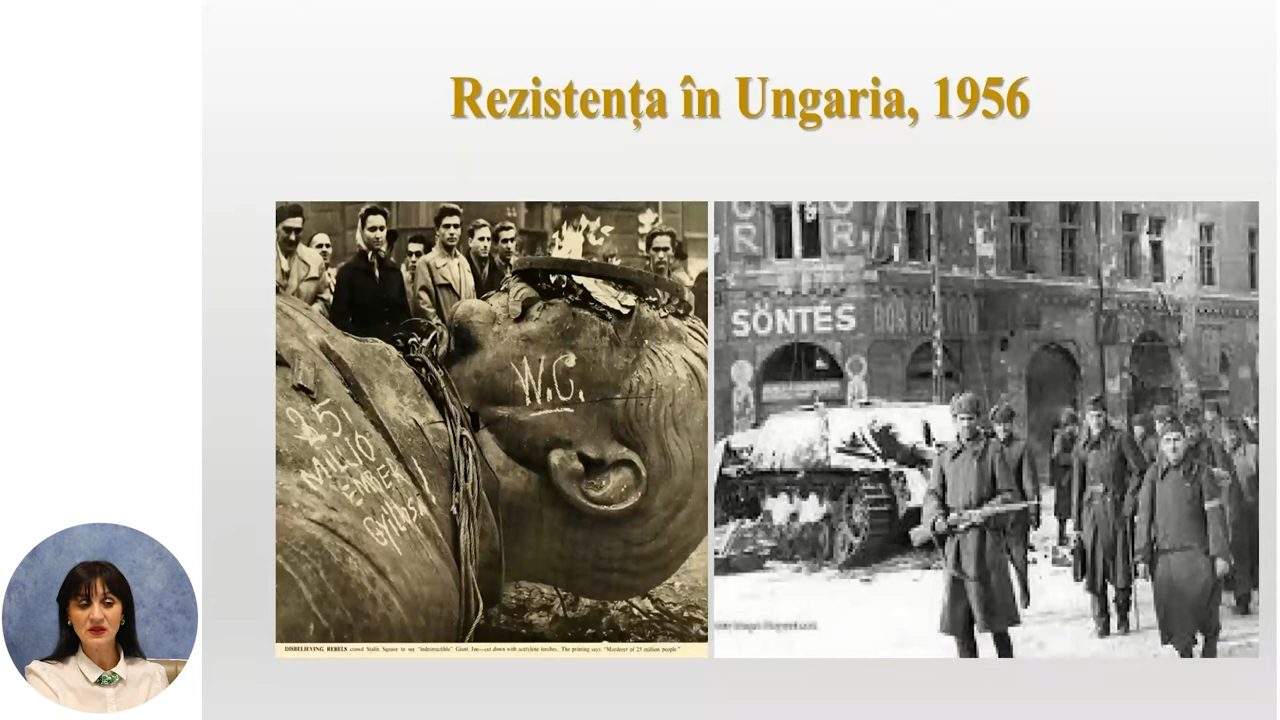 Rezistența în Ungaria, 1956
W.C.
25
MILLIO
EMBER
Gyilkosa!
DISBELIEVING REBELS crowd Stalin Square to see "indestructible" Giant Joe—cut down with acetylene torches. The printing says "Murderer of 25 million people."
SÖNTÉS